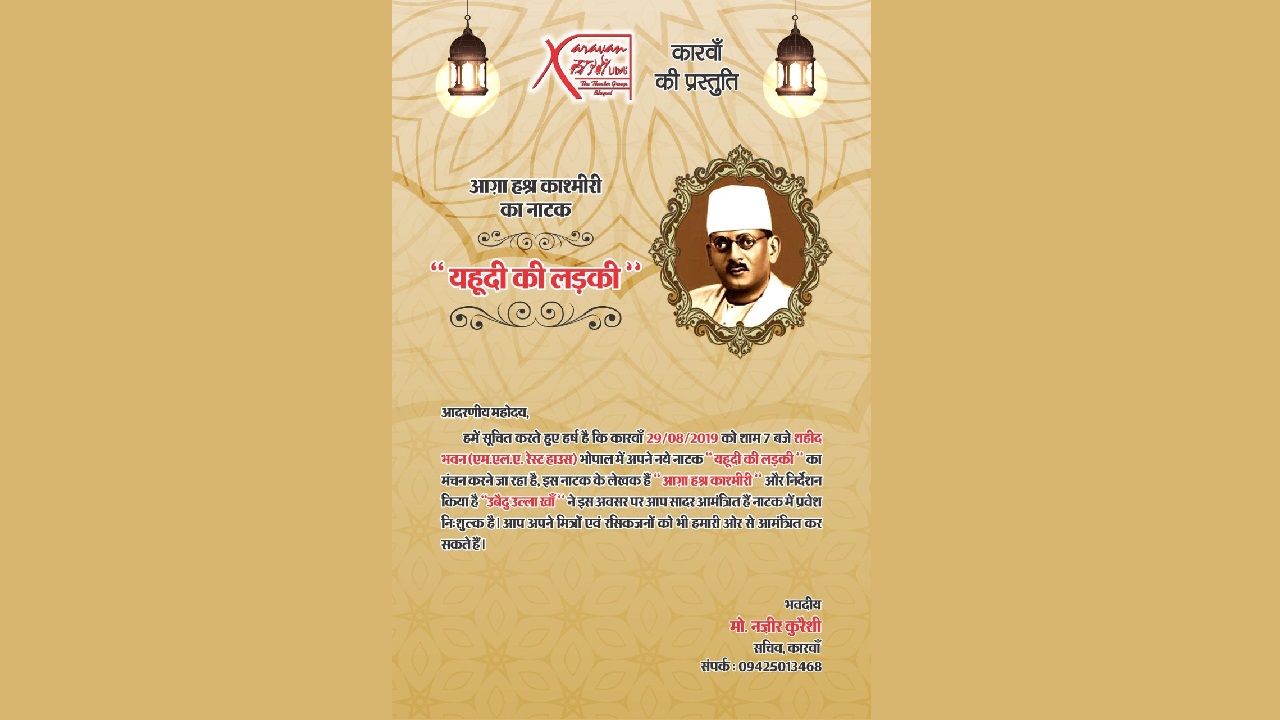 Karavan
कारवाँ
The Theater Group
Bhopal
कारवाँ
की प्रस्तुति
आग़ा हश्र काश्मीरी
का नाटक
“ यहूदी की लड़की ”
आदरणीय महोदय,
हमें सूचित करते हुए हर्ष है कि कारवाँ 29/08/2019 को शाम 7 बजे शहीद
भवन (एम.एल.ए. रेस्ट हाउस) भोपाल में अपने नये नाटक “ यहूदी की लड़की “ का
मंचन करने जा रहा है, इस नाटक के लेखक हैं “ आग़ा हश्र काश्मीरी “ और निर्देशन
किया है “उबैदु उल्ला खाँ “ ने इस अवसर पर आप सादर आमंत्रित हैं नाटक में प्रवेश
निःशुल्क है। आप अपने मित्रों एवं रसिकजनों को भी हमारी ओर से आमंत्रित कर
सकते हैं।
भवदीय
मो. नज़ीर कुरैशी
सचिव, कारवाँ
संपर्क : 09425013468